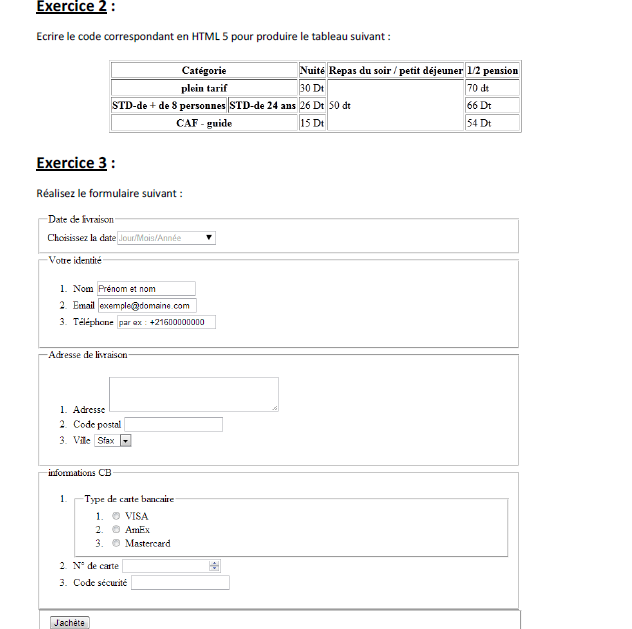 Exercice 2 :
Ecrire le code correspondant en HTML 5 pour produire le tableau suivant :
Catégorie Nuité Repas du soir / petit déjeuner 1/2 pension
plein tarif 30 Dt 50 dt 70 dt
STD-de + de 8 personnes STD-de 24 ans 26 Dt 66 Dt
CAF - guide 15 Dt 54 Dt
Exercice 3 :
Réalisez le formulaire suivant :
Date de livraison
Choisissez la date Jour/Mois/Année
Votre identité
1. Nom Prénom et nom
2. Email exemple@domaine.com
3. Téléphone par ex : +21600000000
Adresse de livraison
1. Adresse
2. Code postal
3. Ville Sfax
informations CB
1. Type de carte bancaire
1. VISA
2. AmEx
3. Mastercard
2. N° de carte
3. Code sécurité
J'achète